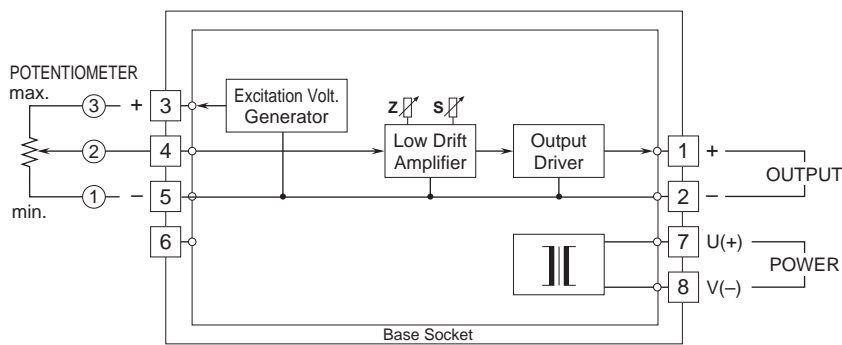 POTENTIOMETER
max.
3 + 3
Excitation Volt.
Generator
Z S
2 4
Low Drift
Amplifier
Output
Driver
1 +
OUTPUT
1 – 5
2 –
min.
6
7 U(+)
POWER
8 V(–)
Base Socket